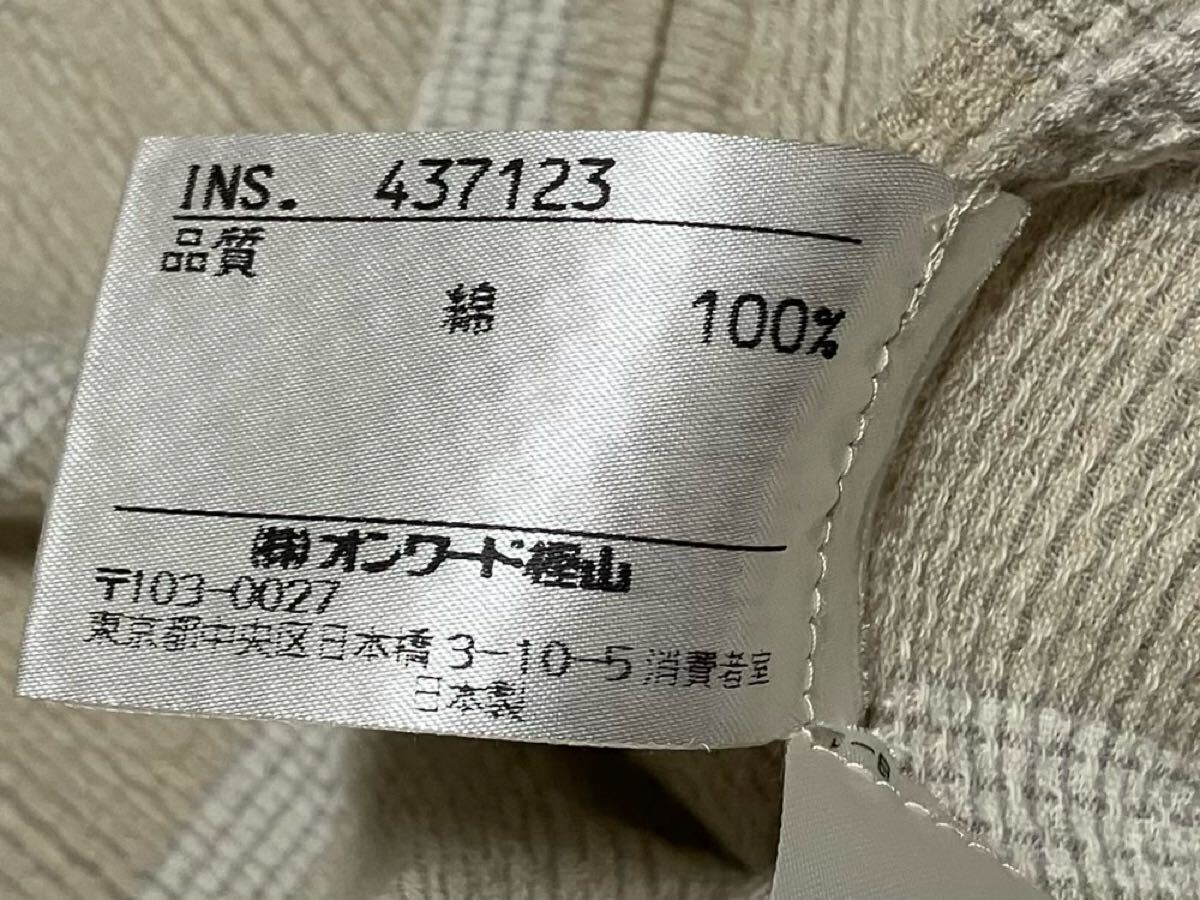 INS. 437123
品質
綿 100%
㈱オンワード樫山
〒103-0027
東京都中央区日本橋3-10-5 消費者室
日本製